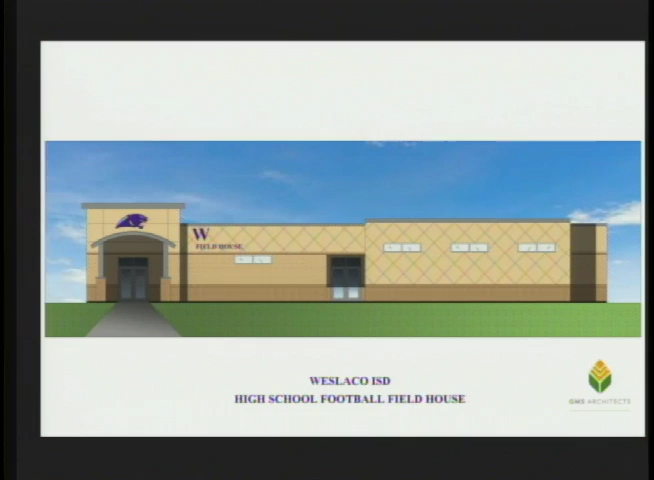 W
FIELD HOUSE
WESLACO ISD
HIGH SCHOOL FOOTBALL FIELD HOUSE
GMS ARCHITECTS